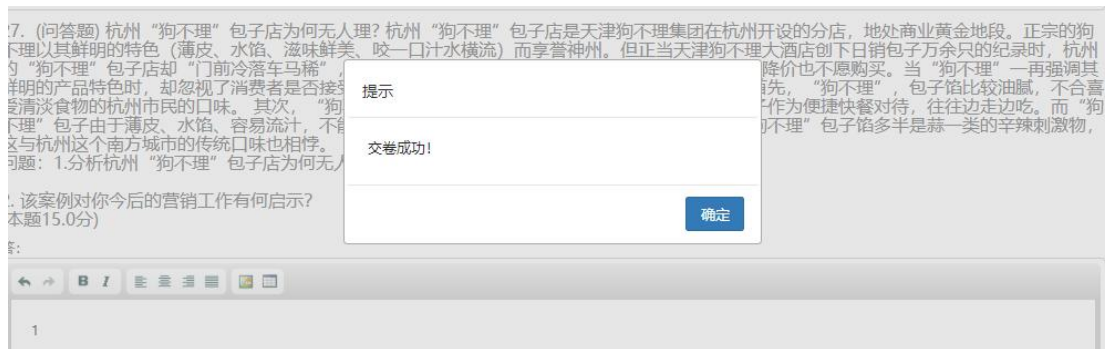 7. (问答题) 杭州“狗不理”包子店为何无人理? 杭州“狗不理”包子店是天津狗不理集团在杭州开设的分店，地处商业黄金地段。正宗的狗
不理以其鲜明的特色（薄皮、水馅、滋味鲜美、咬一口汁水横流）而享誉神州。但正当天津狗不理大酒店创下日销包子万余只的纪录时，杭州
的“狗不理”包子店却“门前冷落车马稀”， 降价也不愿购买。当“狗不理”一再强调其
鲜明的产品特色时，却忽视了消费者是否接受 首先，“狗不理”，包子馅比较油腻，不合喜
爱清淡食物的杭州市民的口味。 其次，“狗 作为便捷快餐对待，往往边走边吃。而“狗
不理”包子由于薄皮、水馅、容易流汁，不能 狗不理”包子馅多半是蒜一类的辛辣刺激物，
这与杭州这个南方城市的传统口味也相悖。
问题：1.分析杭州“狗不理”包子店为何无人
. 该案例对你今后的营销工作有何启示?
本题15.0分)
答:
提示
交卷成功!
确定
B I
1